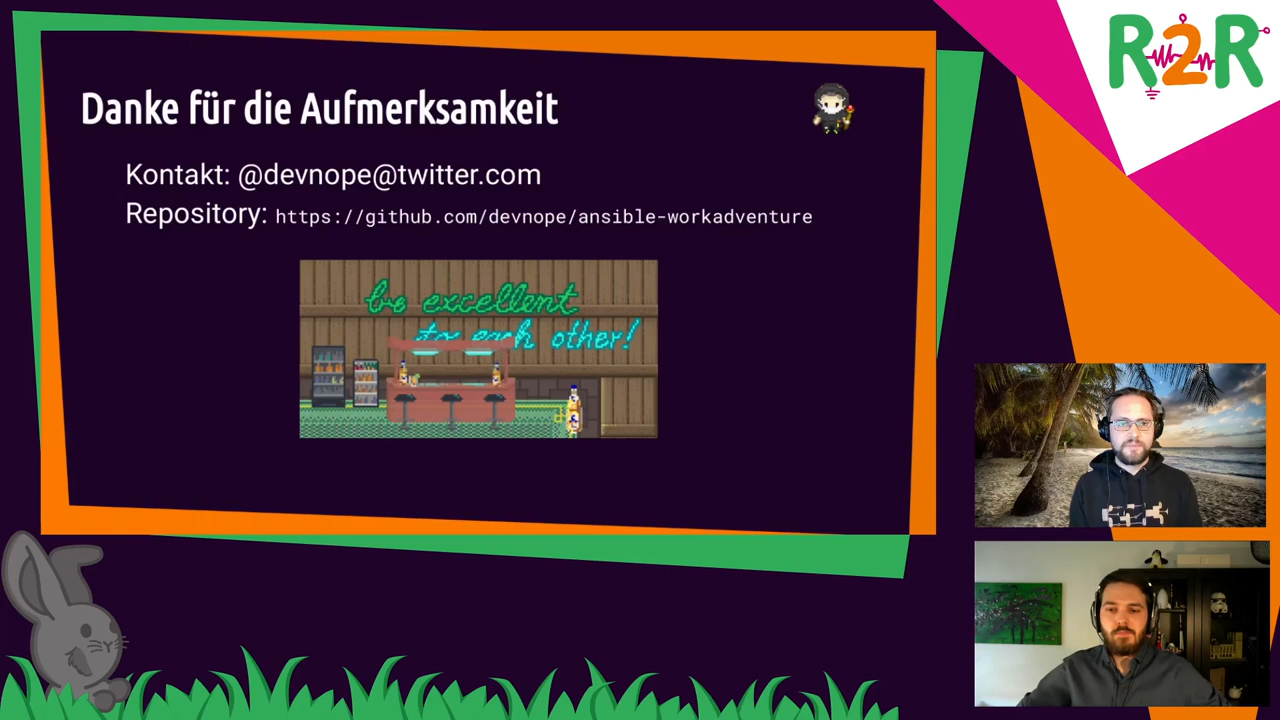 R2R
Danke für die Aufmerksamkeit
Kontakt: @devnope@twitter.com
Repository: https://github.com/devnope/ansible-workadventure
be excellent
to each other!